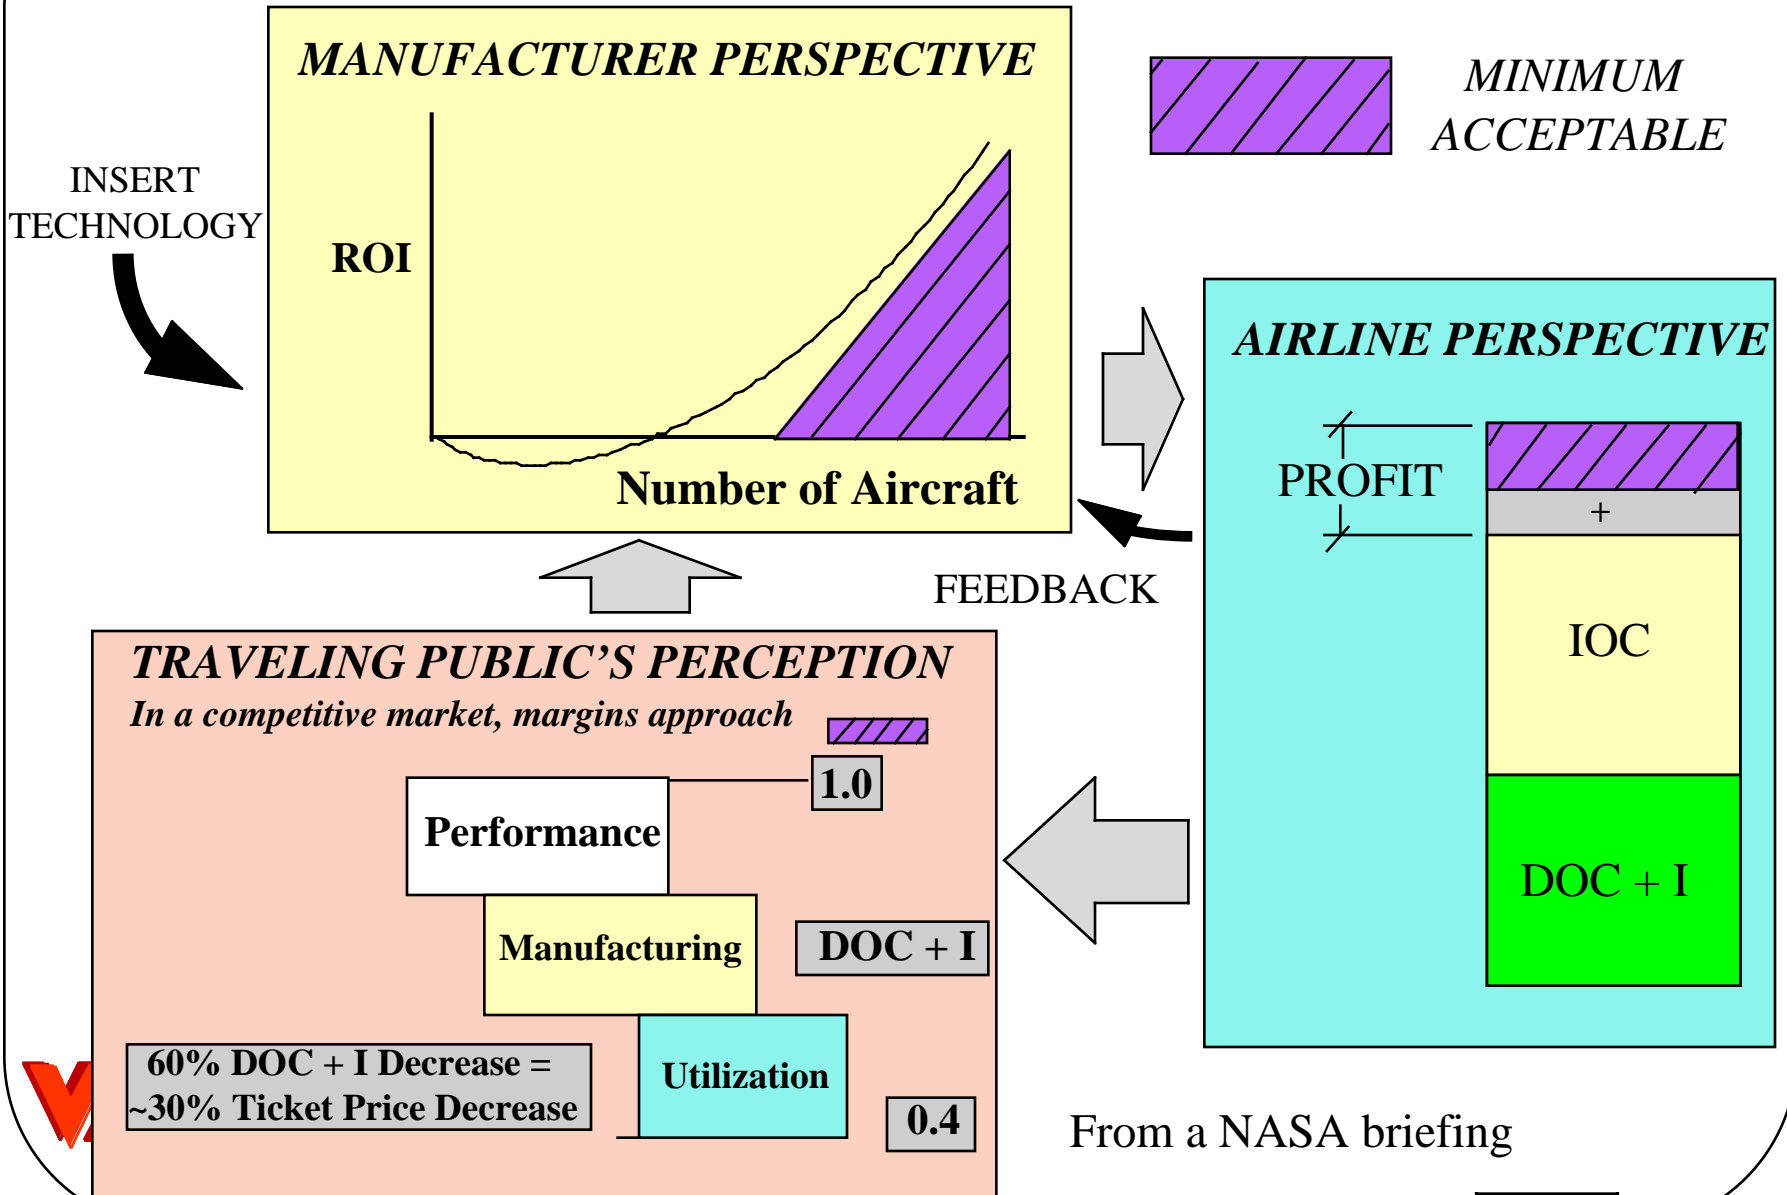 MANUFACTURER PERSPECTIVE
MINIMUM
ACCEPTABLE
INSERT
TECHNOLOGY
ROI
Number of Aircraft
AIRLINE PERSPECTIVE
PROFIT
+
IOC
DOC + I
FEEDBACK
TRAVELING PUBLIC’S PERCEPTION
In a competitive market, margins approach
1.0
Performance
Manufacturing
DOC + I
Utilization
60% DOC + I Decrease =
~30% Ticket Price Decrease
0.4
From a NASA briefing